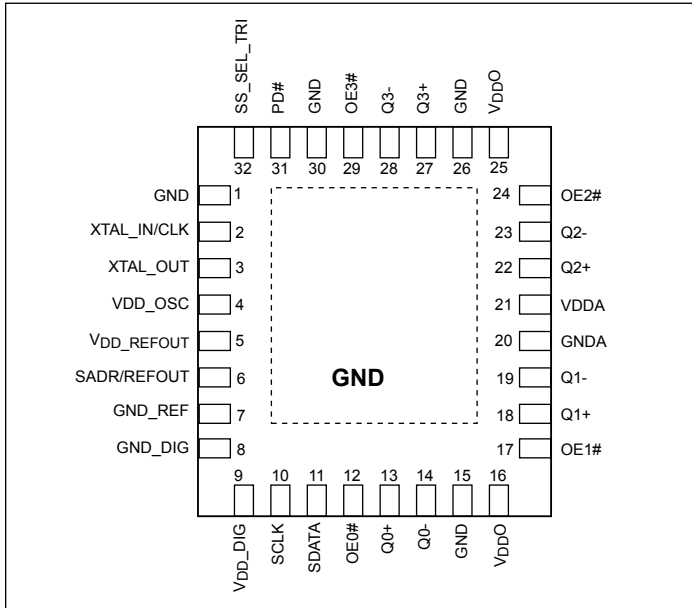 SS_SEL_TRI
PD#
GND
OE3#
Q3-
Q3+
GND
VDDO
32
31
30
29
28
27
26
25
GND 1
XTAL_IN/CLK 2
XTAL_OUT 3
VDD_OSC 4
VDD_REFOUT 5
SADR/REFOUT 6
GND_REF 7
GND_DIG 8
24 OE2#
23 Q2-
22 Q2+
21 VDDA
20 GNDA
19 Q1-
18 Q1+
17 OE1#
GND
9
10
11
12
13
14
15
16
VDD_DIG
SCLK
SDATA
OE0#
Q0+
Q0-
GND
VDDO